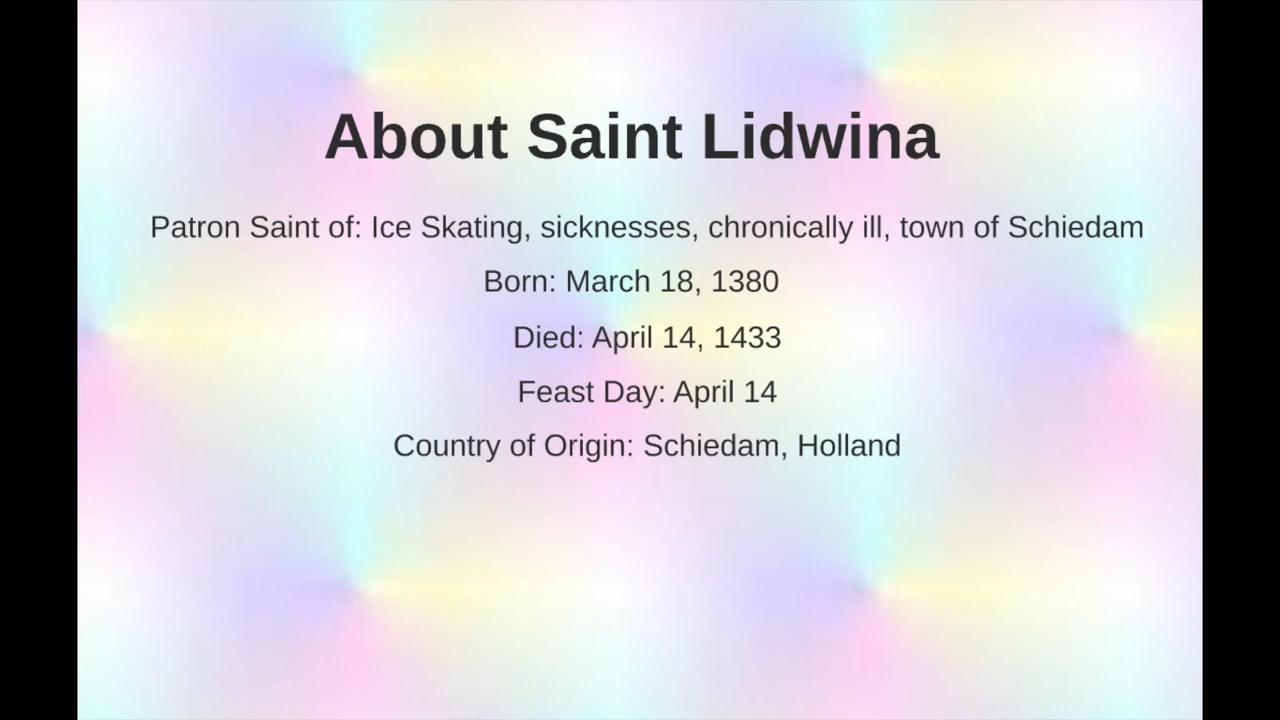 About Saint Lidwina
Patron Saint of: Ice Skating, sicknesses, chronically ill, town of Schiedam
Born: March 18, 1380
Died: April 14, 1433
Feast Day: April 14
Country of Origin: Schiedam, Holland